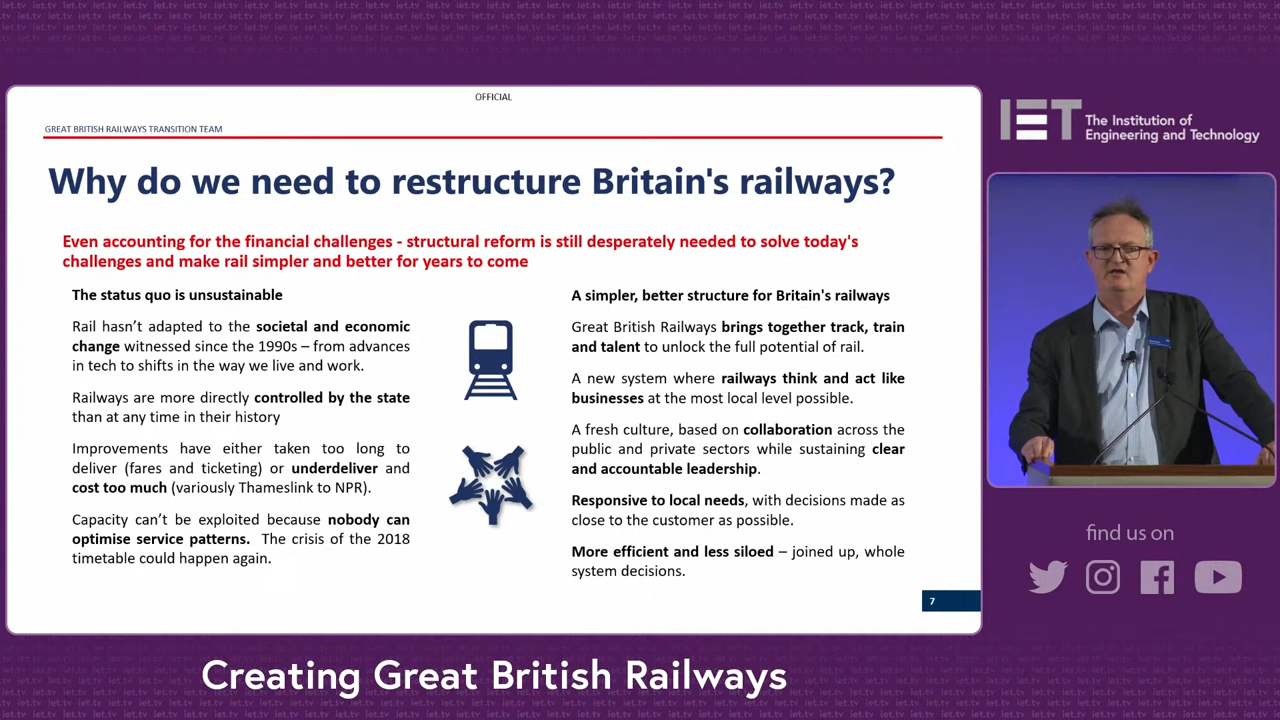 OFFICIAL
GREAT BRITISH RAILWAYS TRANSITION TEAM
Why do we need to restructure Britain's railways?
Even accounting for the financial challenges - structural reform is still desperately needed to solve today's
challenges and make rail simpler and better for years to come
The status quo is unsustainable
Rail hasn’t adapted to the societal and economic
change witnessed since the 1990s – from advances
in tech to shifts in the way we live and work.
Railways are more directly controlled by the state
than at any time in their history
Improvements have either taken too long to
deliver (fares and ticketing) or underdeliver and
cost too much (variously Thameslink to NPR).
Capacity can’t be exploited because nobody can
optimise service patterns. The crisis of the 2018
timetable could happen again.
A simpler, better structure for Britain's railways
Great British Railways brings together track, train
and talent to unlock the full potential of rail.
A new system where railways think and act like
businesses at the most local level possible.
A fresh culture, based on collaboration across the
public and private sectors while sustaining clear
and accountable leadership.
Responsive to local needs, with decisions made as
close to the customer as possible.
More efficient and less siloed – joined up, whole
system decisions.
7
IET
The Institution of
Engineering and Technology
find us on
Creating Great British Railways